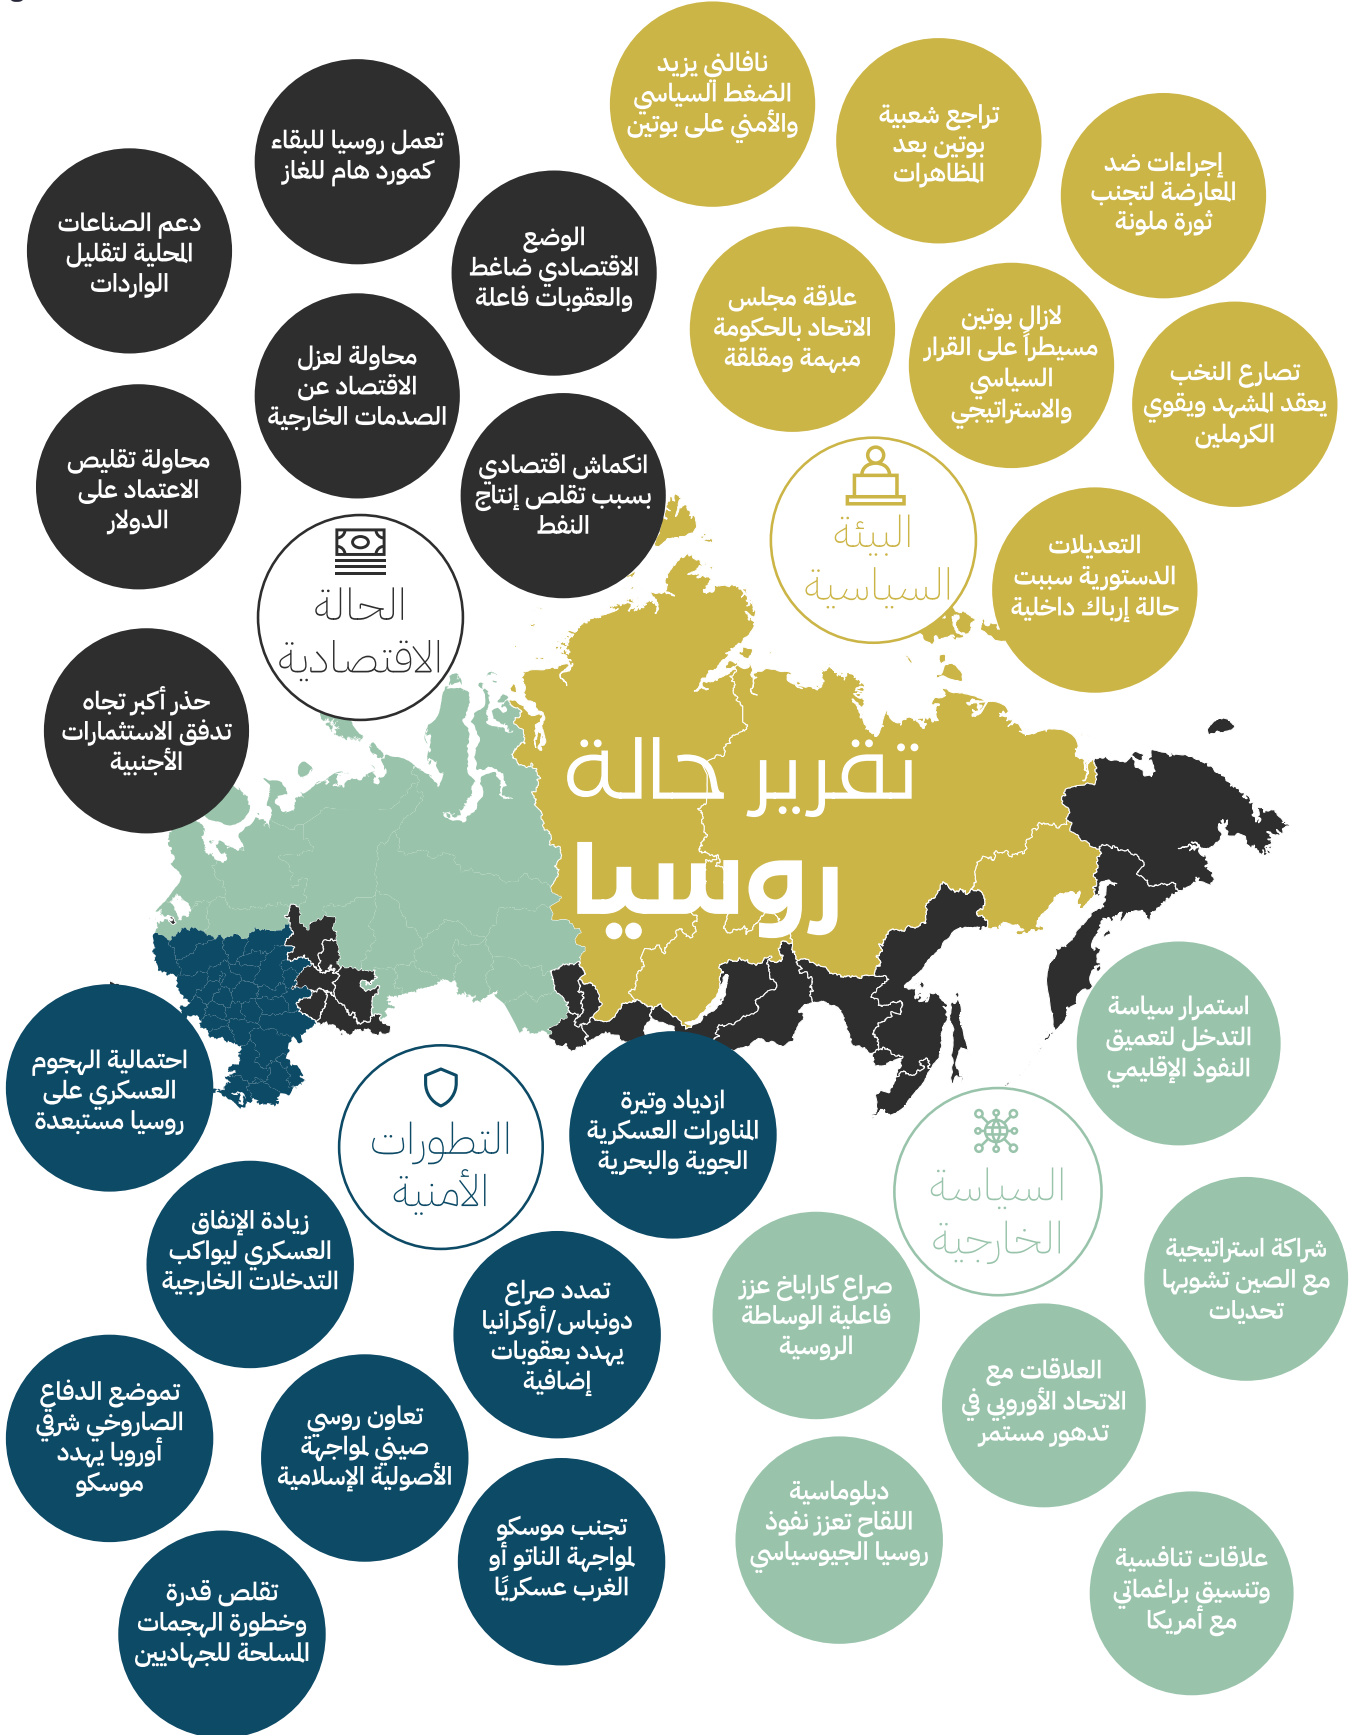 تقرير حالة
روسيا
البيئة
السياسية
نافالني يزيد
الضغط السياسي
والأمني على بوتين
تراجع شعبية
بوتين بعد
المظاهرات
إجراءات ضد
المعارضة لتجنب
ثورة ملونة
علاقة مجلس
الاتحاد بالحكومة
مبهمة ومقلقة
لازال بوتين
مسيطراً على القرار
السياسي
والاستراتيجي
تصارع النخب
يعقد المشهد ويقوي
الكرملين
التعديلات
الدستورية سببت
حالة إرباك داخلية
الحالة
الاقتصادية
تعمل روسيا للبقاء
كمورد هام للغاز
دعم الصناعات
المحلية لتقليل
الواردات
الوضع
الاقتصادي ضاغط
والعقوبات فاعلة
محاولة لعزل
الاقتصاد عن
الصدمات الخارجية
محاولة تقليص
الاعتماد على
الدولار
انكماش اقتصادي
بسبب تقلص إنتاج
النفط
حذر أكبر تجاه
تدفق الاستثمارات
الأجنبية
السياسة
الخارجية
استمرار سياسة
التدخل لتعميق
النفوذ الإقليمي
شراكة استراتيجية
مع الصين تشوبها
تحديات
صراع كاراباخ عزز
فاعلية الوساطة
الروسية
العلاقات مع
الاتحاد الأوروبي في
تدهور مستمر
دبلوماسية
اللقاح تعزز نفوذ
روسيا الجيوسياسي
علاقات تنافسية
وتنسيق براغماتي
مع أمريكا
التطورات
الأمنية
ازدياد وتيرة
المناورات العسكرية
الجوية والبحرية
احتمالية الهجوم
العسكري على
روسيا مستبعدة
زيادة الإنفاق
العسكري ليواكب
التدخلات الخارجية
تمدد صراع
دونباس/أوكرانيا
يهدد بعقوبات
إضافية
تموضع الدفاع
الصاروخي شرقي
أوروبا يهدد
موسكو
تعاون روسي
صيني لمواجهة
الأصولية الإسلامية
تجنب موسكو
لمواجهة الناتو أو
الغرب عسكريًا
تقلص قدرة
وخطورة الهجمات
المسلحة للجهاديين